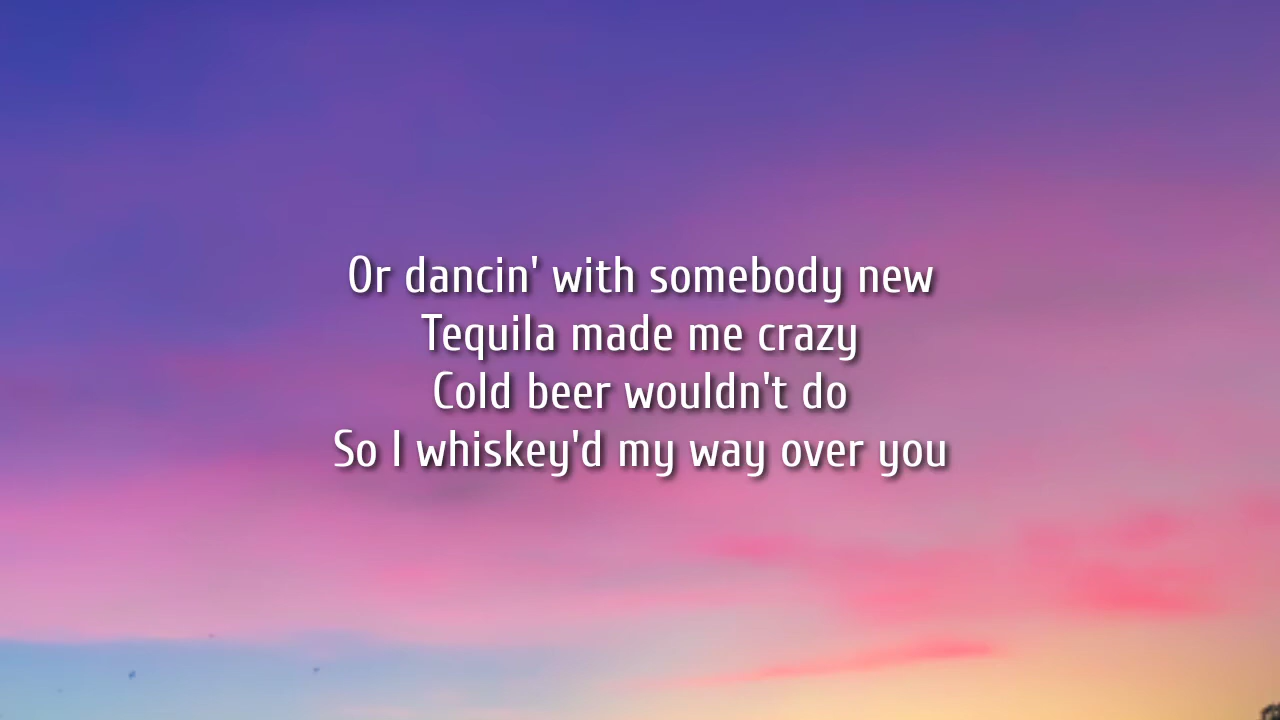 Or dancin' with somebody new
Tequila made me crazy
Cold beer wouldn't do
So I whiskey'd my way over you